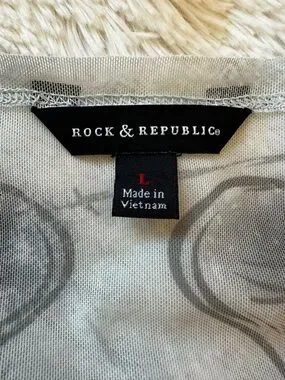 ROCK & REPUBLIC®
L
Made in
Vietnam